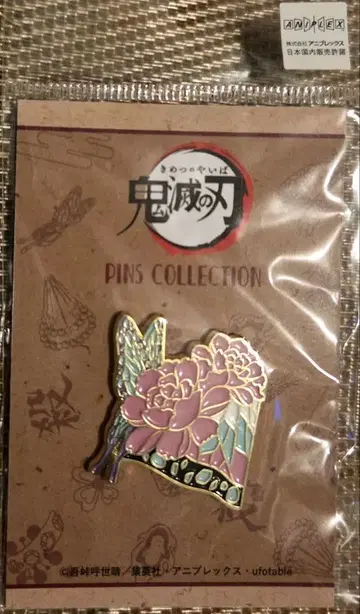 ANIPLEX
株式会社アニプレックス
日本国内販売許諾
きめつのやいば
鬼滅の刃
PINS COLLECTION
殺
©吾峠呼世晴／集英社・アニプレックス・ufotable